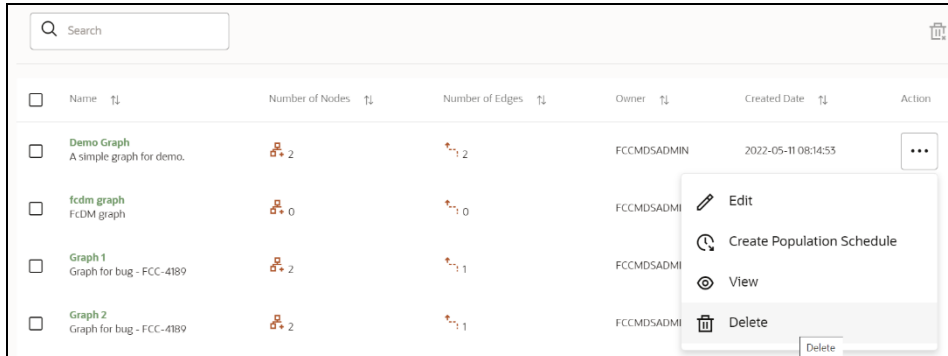 Search
Name Number of Nodes Number of Edges Owner Created Date Action
Demo Graph
A simple graph for demo.
2 2 FCCMDSADMIN 2022-05-11 08:14:53
fcdm graph
FcDM graph
0 0 FCCMDSADMI
Graph 1
Graph for bug - FCC-4189
2 1 FCCMDSADMI
Graph 2
Graph for bug - FCC-4189
2 1 FCCMDSADMI
Edit
Create Population Schedule
View
Delete
Delete